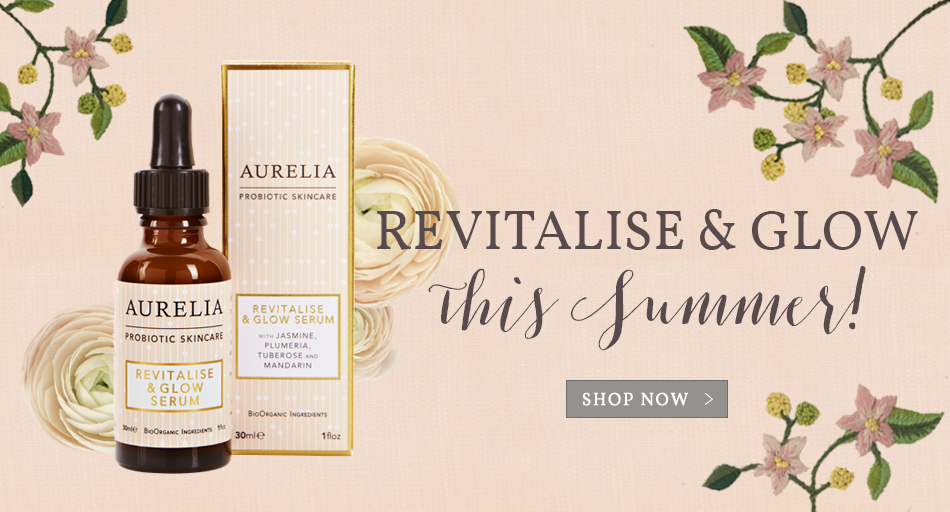 AURELIA
PROBIOTIC SKINCARE
REVITALISE
& GLOW
SERUM
30ml℮ BIOORGANIC INGREDIENTS 1floz
AURELIA
PROBIOTIC SKINCARE
REVITALISE
& GLOW SERUM
WITH JASMINE,
PLUMERIA,
TUBEROSE AND
MANDARIN
BIOORGANIC INGREDIENTS
30ml℮ 1floz
REVITALISE & GLOW
this Summer!
SHOP NOW >